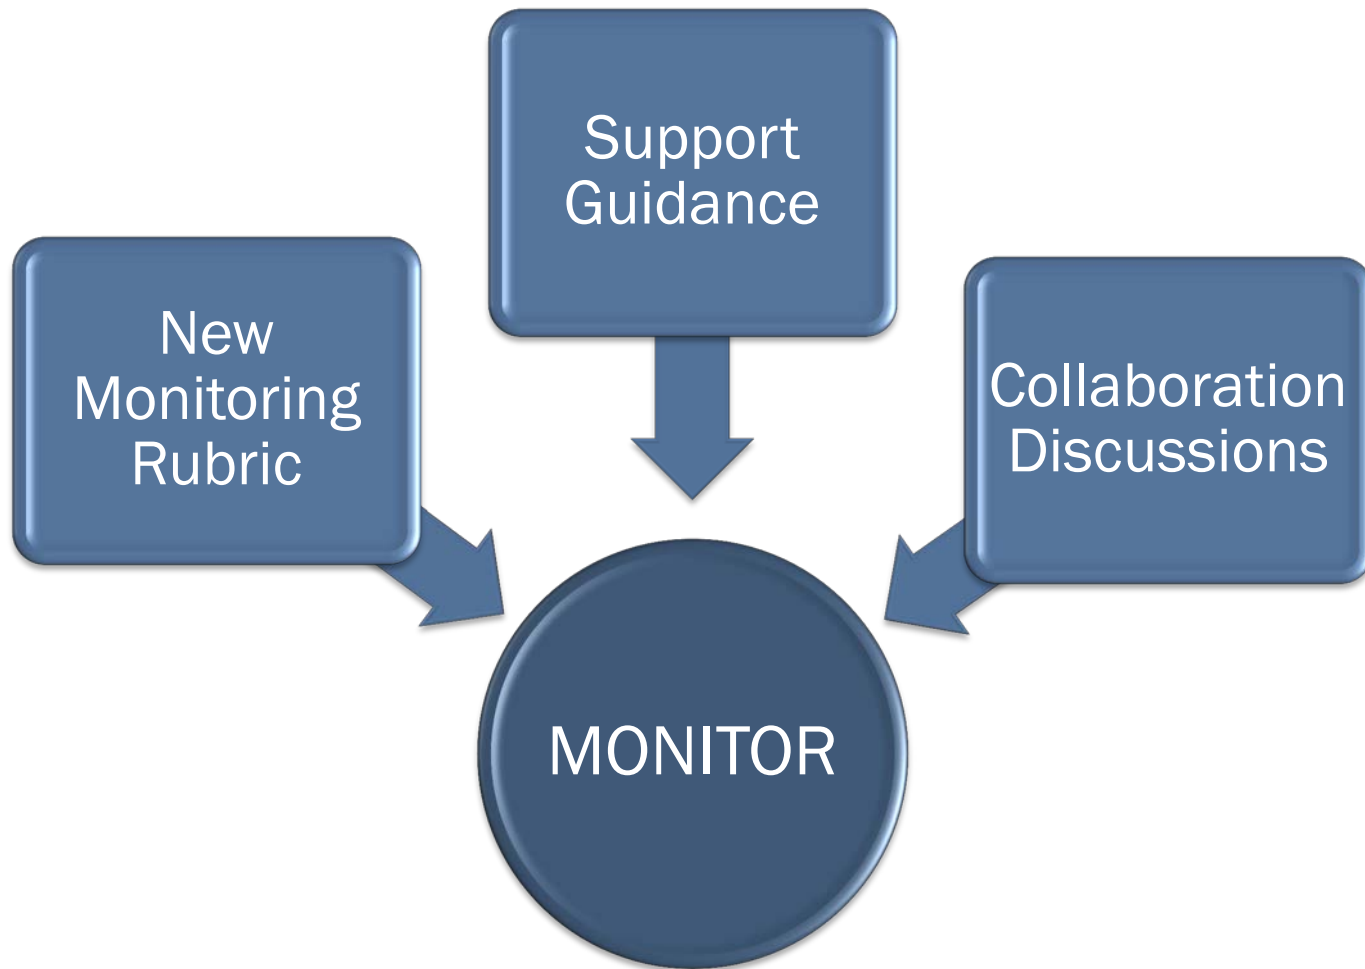 Support
Guidance
New
Monitoring
Rubric
Collaboration
Discussions
MONITOR